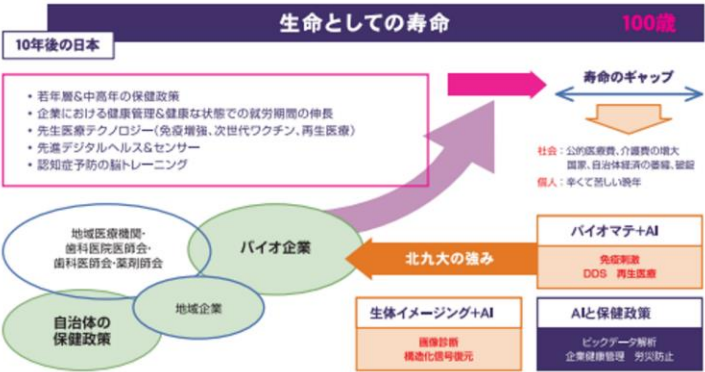 生命としての寿命
100歳
10年後の日本
• 若年層&中高年の保健政策
• 企業における健康管理&健康な状態での就労期間の伸長
• 先生医療テクノロジー(免疫増強、次世代ワクチン、再生医療)
• 先進デジタルヘルス&センサー
• 認知症予防の脳トレーニング
寿命のギャップ
社会：公的医療費、介護費の増大
国家、自治体経済の萎縮、破綻
個人：辛くて苦しい晩年
地域医療機関・
歯科医院医師会・
歯科医師会・薬剤師会
バイオ企業
地域企業
自治体の
保健政策
北九大の強み
バイオマテ+AI
免疫刺激
DDS 再生医療
生体イメージング+AI
画像診断
構造化信号復元
AIと保健政策
ビックデータ解析
企業健康管理 労災防止